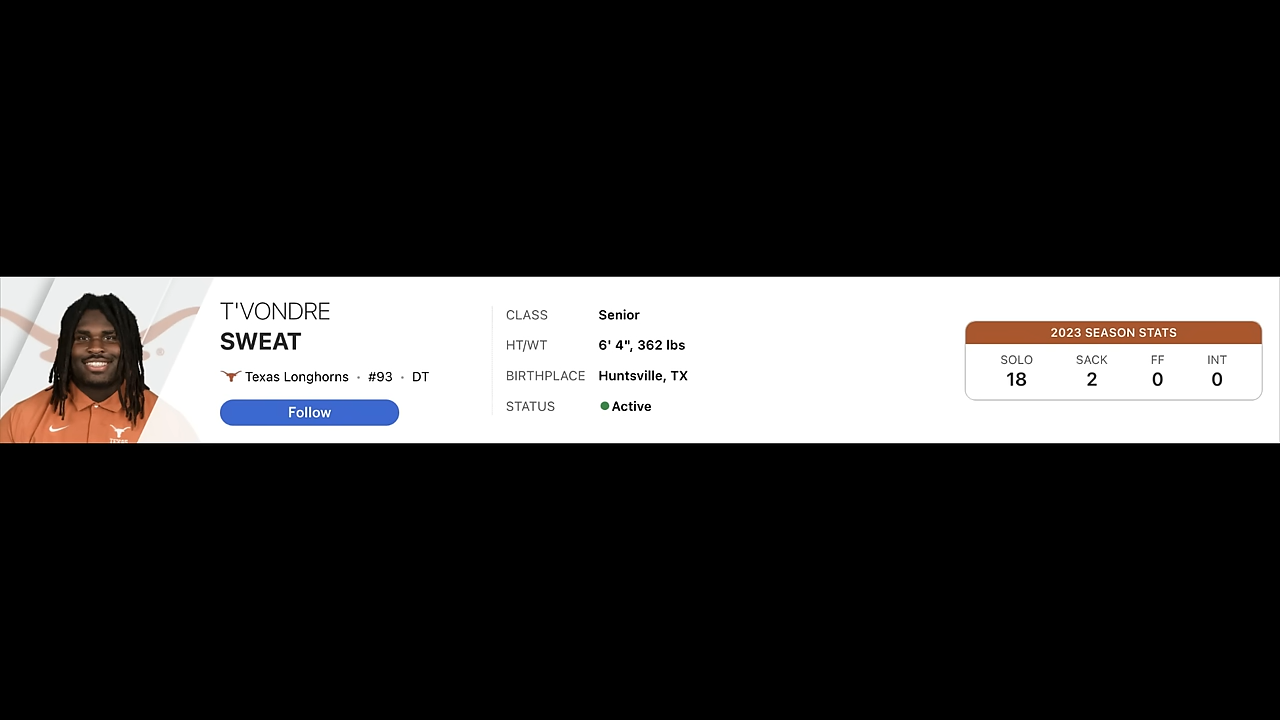 T'VONDRE
SWEAT
Texas Longhorns · #93 · DT
Follow
CLASS Senior
HT/WT 6' 4", 362 lbs
BIRTHPLACE Huntsville, TX
STATUS Active
2023 SEASON STATS
SOLO SACK FF INT
18 2 0 0
TEXAS